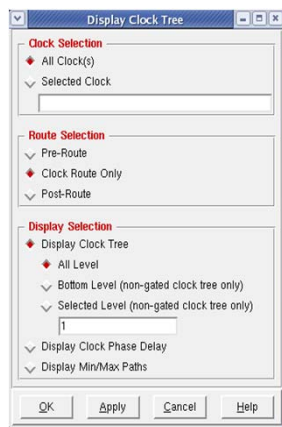 Display Clock Tree
Clock Selection
All Clock(s)
Selected Clock
Route Selection
Pre-Route
Clock Route Only
Post-Route
Display Selection
Display Clock Tree
All Level
Bottom Level (non-gated clock tree only)
Selected Level (non-gated clock tree only)
1
Display Clock Phase Delay
Display Min/Max Paths
OK Apply Cancel Help